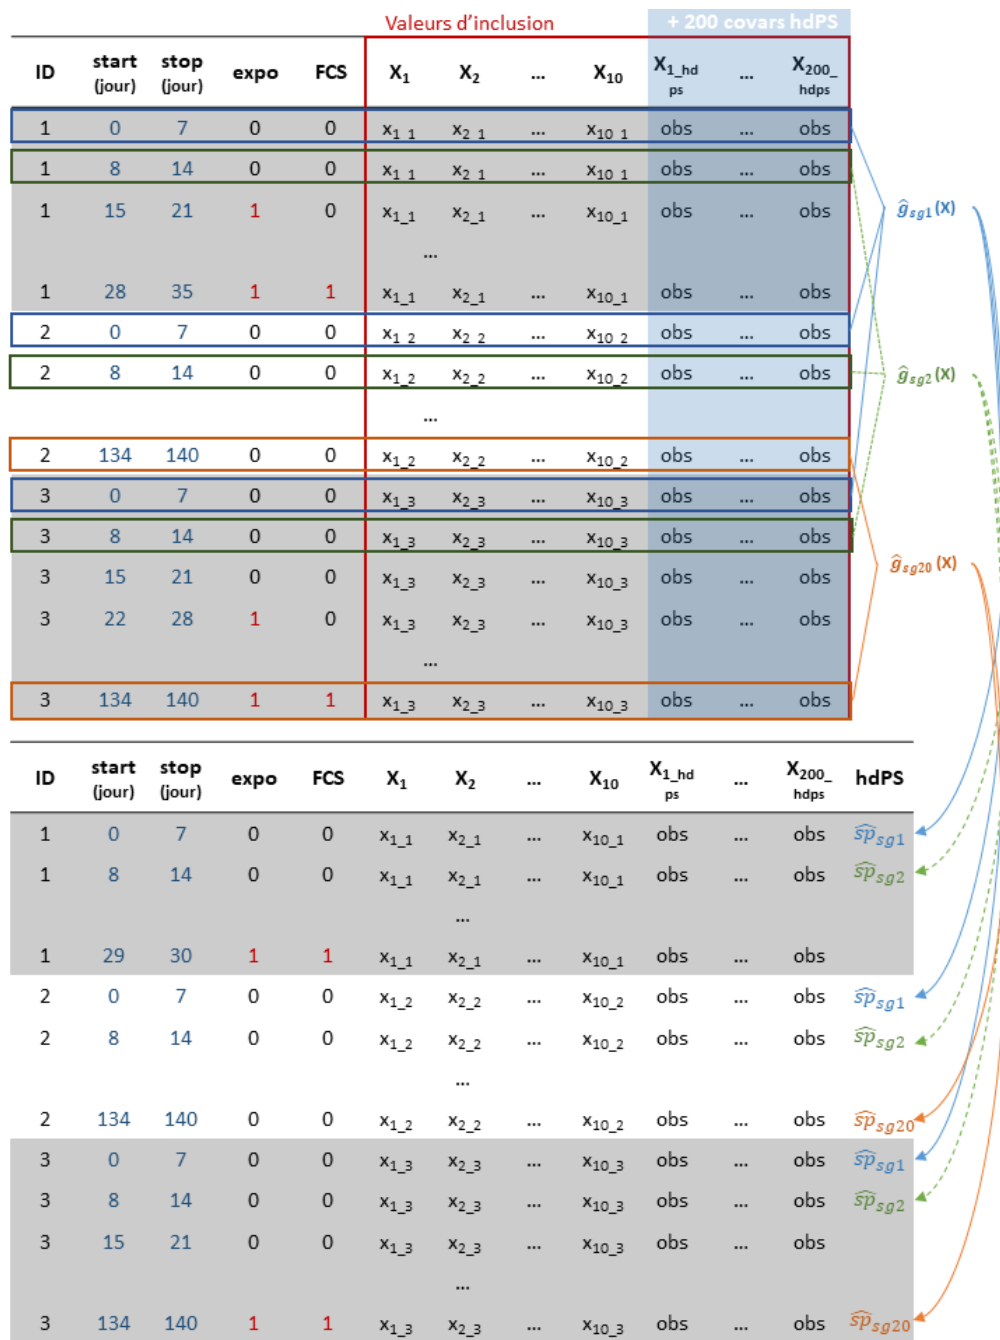 Valeurs d'inclusion + 200 covars hdPS
ID start (jour) stop (jour) expo FCS X1 X2 ... X10 X1_hdps ... X200_hdps
1 0 7 0 0 x1_1 x2_1 ... x10_1 obs ... obs
1 8 14 0 0 x1_1 x2_1 ... x10_1 obs ... obs
1 15 21 1 0 x1_1 x2_1 ... x10_1 obs ... obs
ĝsg1(X)
...
1 28 35 1 1 x1_1 x2_1 ... x10_1 obs ... obs
2 0 7 0 0 x1_2 x2_2 ... x10_2 obs ... obs
2 8 14 0 0 x1_2 x2_2 ... x10_2 obs ... obs
ĝsg2(X)
...
2 134 140 0 0 x1_2 x2_2 ... x10_2 obs ... obs
3 0 7 0 0 x1_3 x2_3 ... x10_3 obs ... obs
3 8 14 0 0 x1_3 x2_3 ... x10_3 obs ... obs
ĝsg20(X)
3 15 21 0 0 x1_3 x2_3 ... x10_3 obs ... obs
3 22 28 1 0 x1_3 x2_3 ... x10_3 obs ... obs
...
3 134 140 1 1 x1_3 x2_3 ... x10_3 obs ... obs
ID start (jour) stop (jour) expo FCS X1 X2 ... X10 X1_hdps ... X200_hdps hdPS
1 0 7 0 0 x1_1 x2_1 ... x10_1 obs ... obs ŝpsg1
1 8 14 0 0 x1_1 x2_1 ... x10_1 obs ... obs ŝpsg2
...
1 29 30 1 1 x1_1 x2_1 ... x10_1 obs ... obs
2 0 7 0 0 x1_2 x2_2 ... x10_2 obs ... obs ŝpsg1
2 8 14 0 0 x1_2 x2_2 ... x10_2 obs ... obs ŝpsg2
...
2 134 140 0 0 x1_2 x2_2 ... x10_2 obs ... obs ŝpsg20
3 0 7 0 0 x1_3 x2_3 ... x10_3 obs ... obs ŝpsg1
3 8 14 0 0 x1_3 x2_3 ... x10_3 obs ... obs ŝpsg2
3 15 21 0 0 x1_3 x2_3 ... x10_3 obs ... obs
...
3 134 140 1 1 x1_3 x2_3 ... x10_3 obs ... obs ŝpsg20